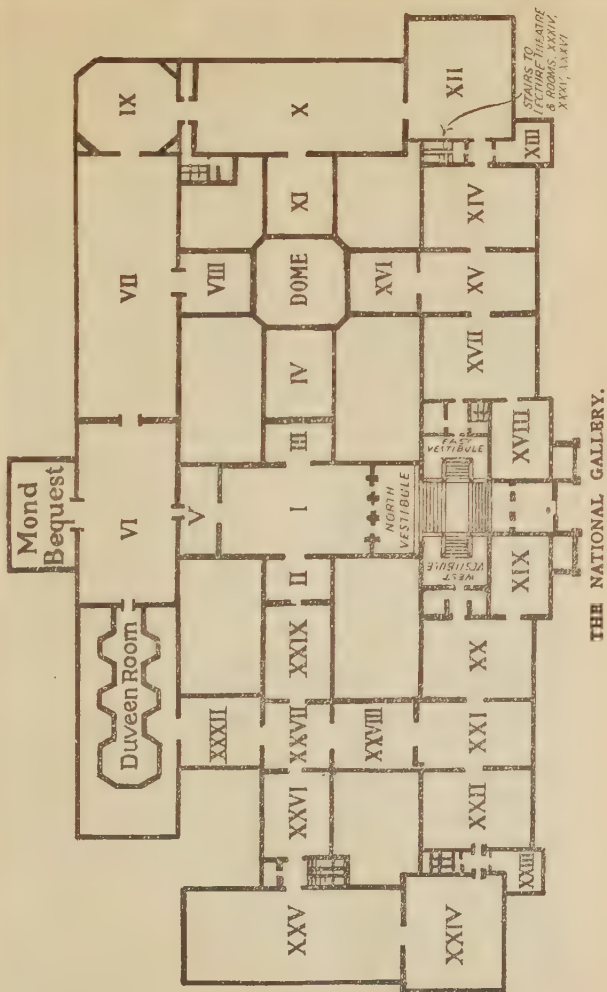 Mond
Bequest
Duveen Room
VI
VII
IX
X
XII
STAIRS TO
LECTURE THEATRE
& ROOMS, XXXIV,
XXXV, XXXVI
XIII
XIV
XI
DOME
VIII
XVI
XV
XVII
IV
III
V
I
NORTH
VESTIBULE
EAST
VESTIBULE
XVIII
WEST
VESTIBULE
XIX
II
XXIX
XX
XXXII
XXVII
XXVIII
XXI
XXVI
XXII
XXIII
XXV
XXIV
THE NATIONAL GALLERY.